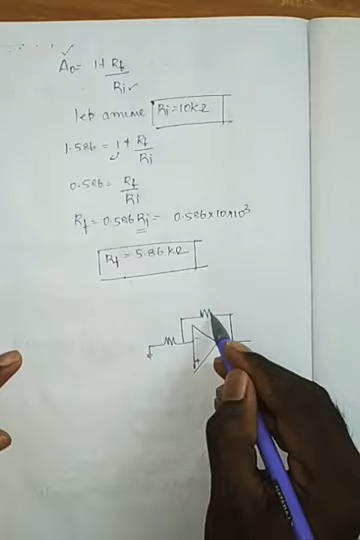 A₀ = 1 + Rf/Ri
let assume Ri = 10kΩ
1.586 = 1 + Rf/Ri
0.586 = Rf/Ri
Rf = 0.586 Ri = 0.586 × 10 × 10³
Rf = 5.86 kΩ